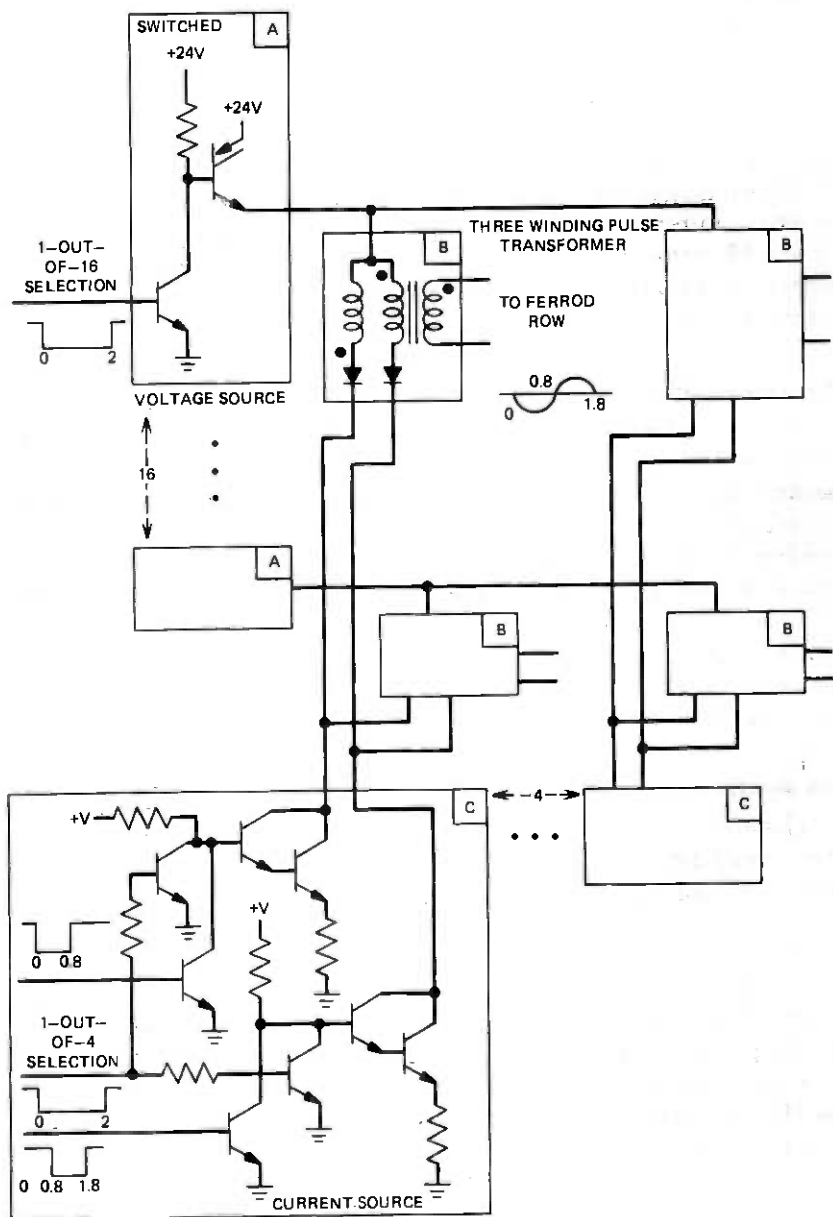 SWITCHED
A
+24V
+24V
1-OUT-
OF-16
SELECTION
0 2
VOLTAGE SOURCE
16
B
THREE WINDING PULSE
TRANSFORMER
TO FERROD
ROW
0.8
0 1.8
B
A
B
B
4
C
C
+V
+V
0 0.8
1-OUT-
OF-4
SELECTION
0 2
0 0.8 1.8
CURRENT SOURCE